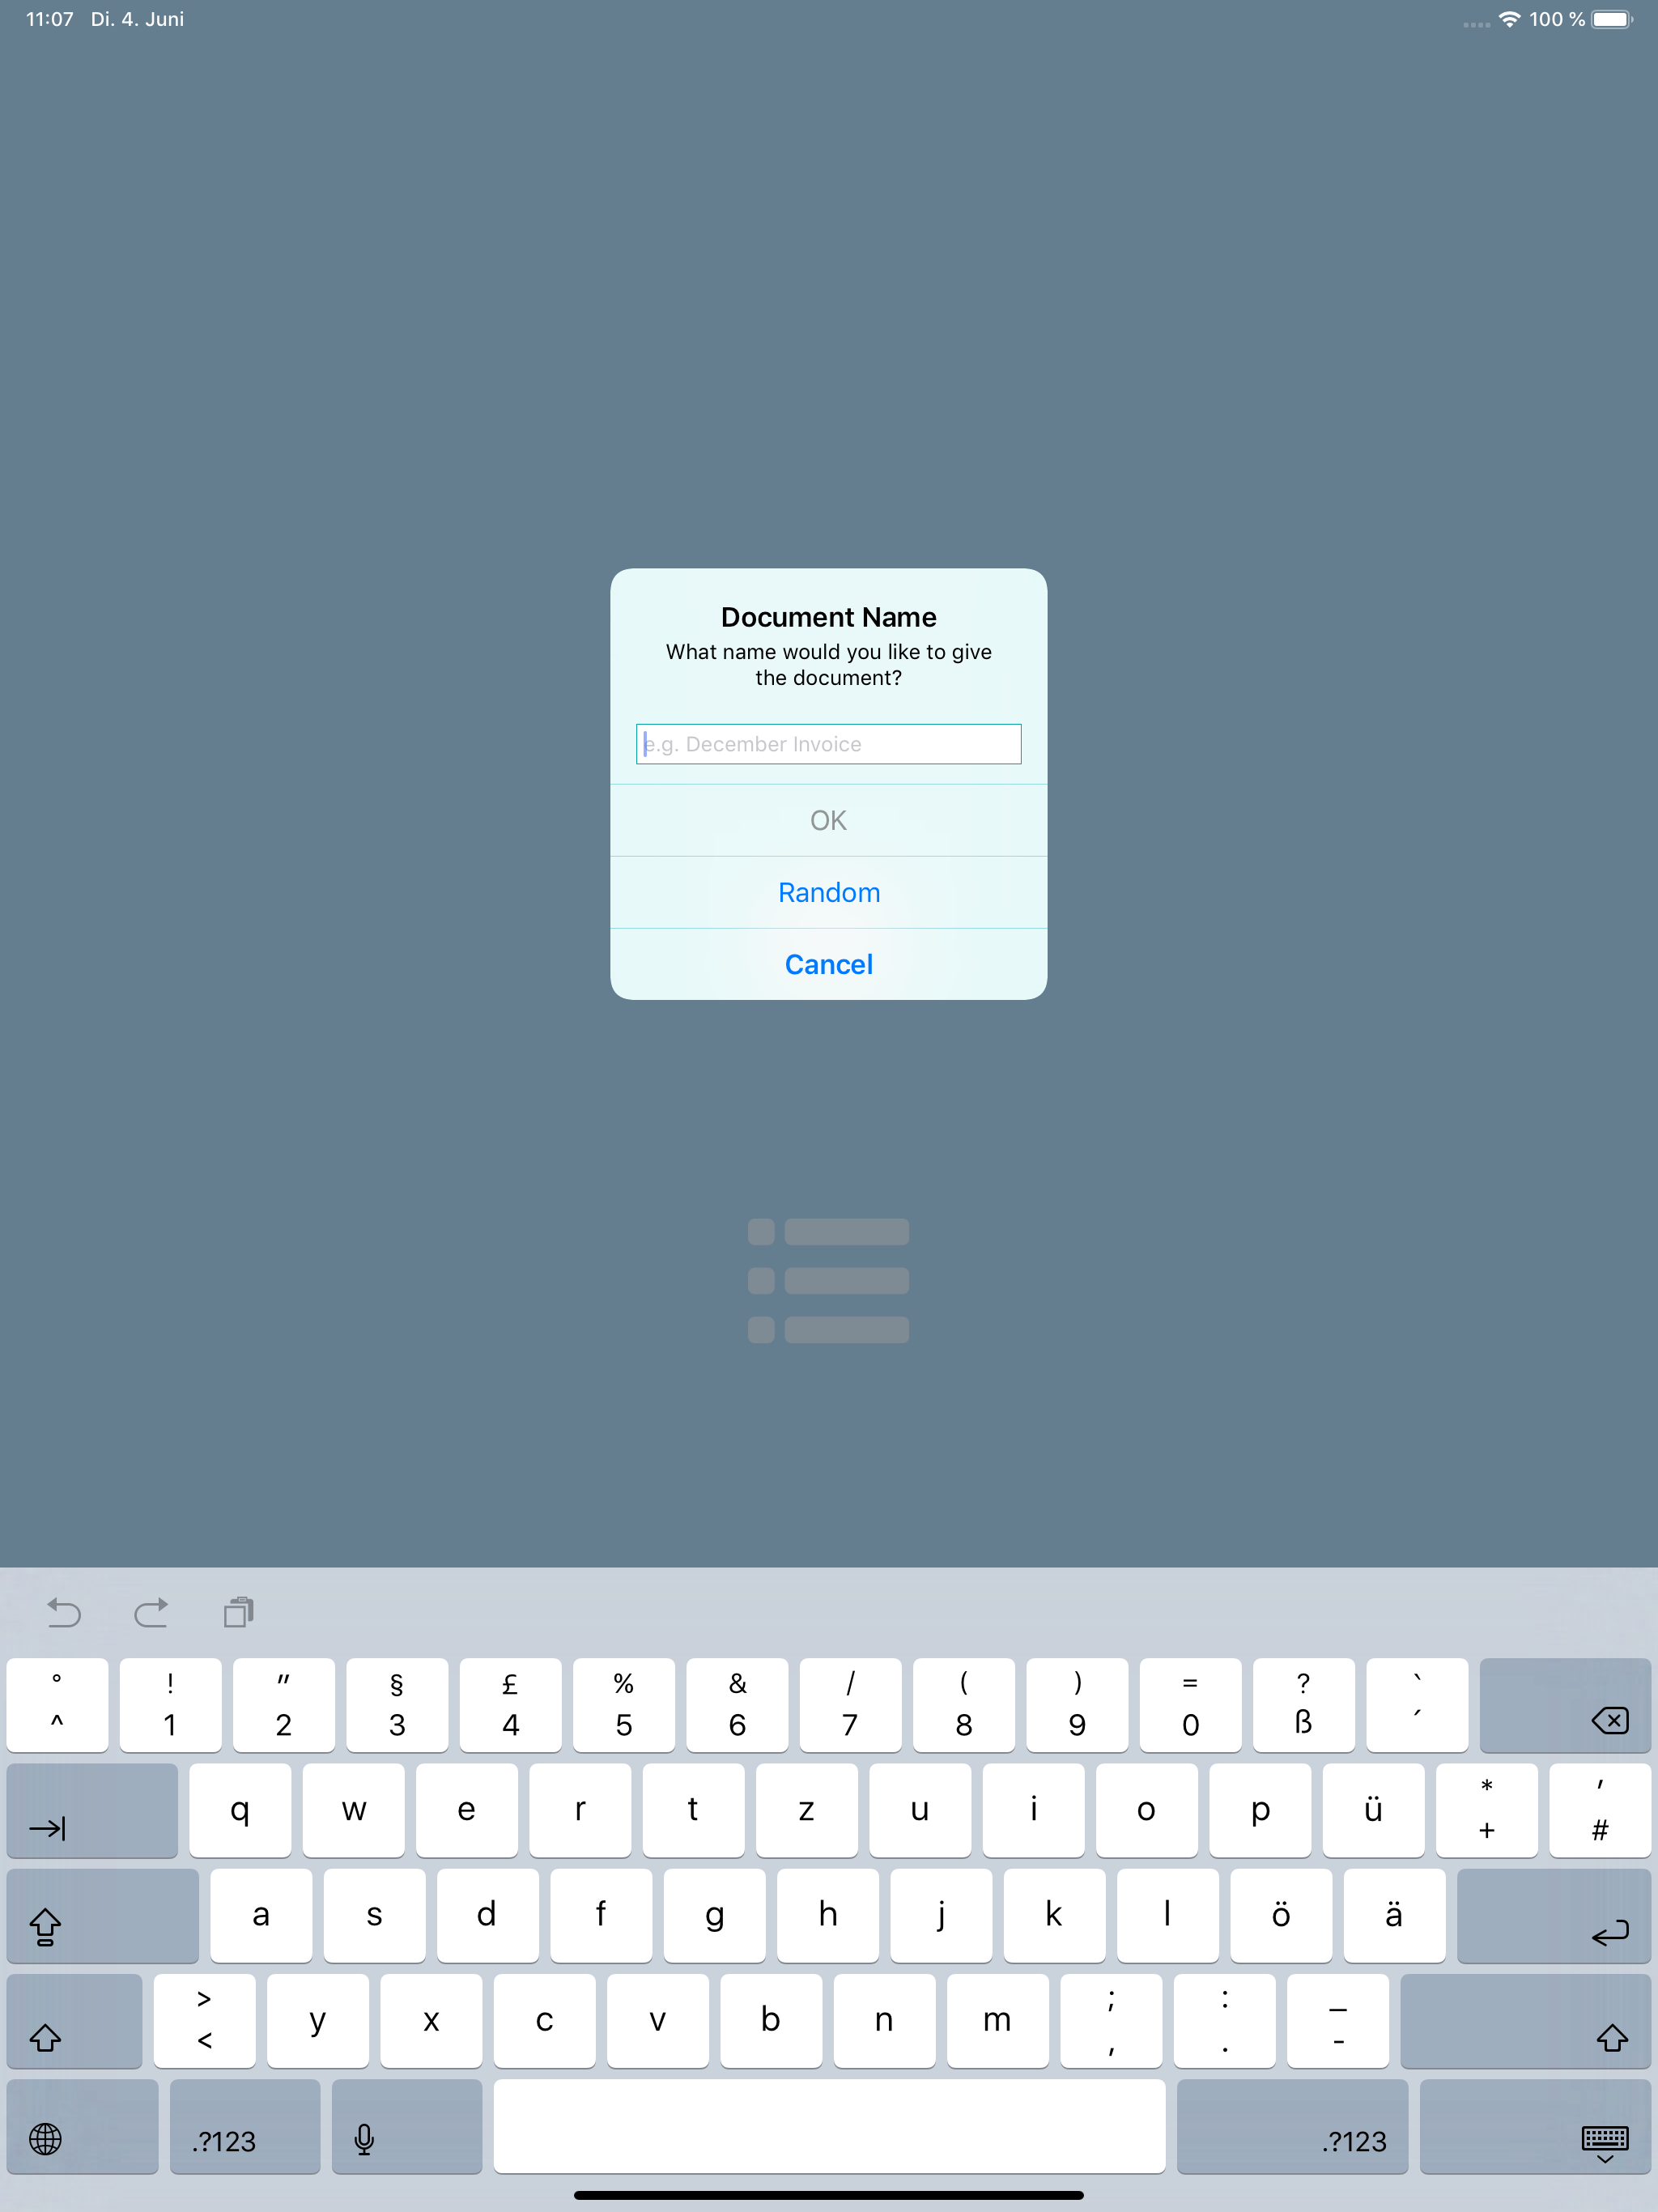 11:07 Di. 4. Juni 100 %
Document Name
What name would you like to give
the document?
e.g. December Invoice
OK
Random
Cancel
° ! " § £ % & / ( ) = ? `
^ 1 2 3 4 5 6 7 8 9 0 ß ´
q w e r t z u i o p ü * '
+ #
a s d f g h j k l ö ä
> ; : _
< y x c v b n m , . -
.?123 .?123